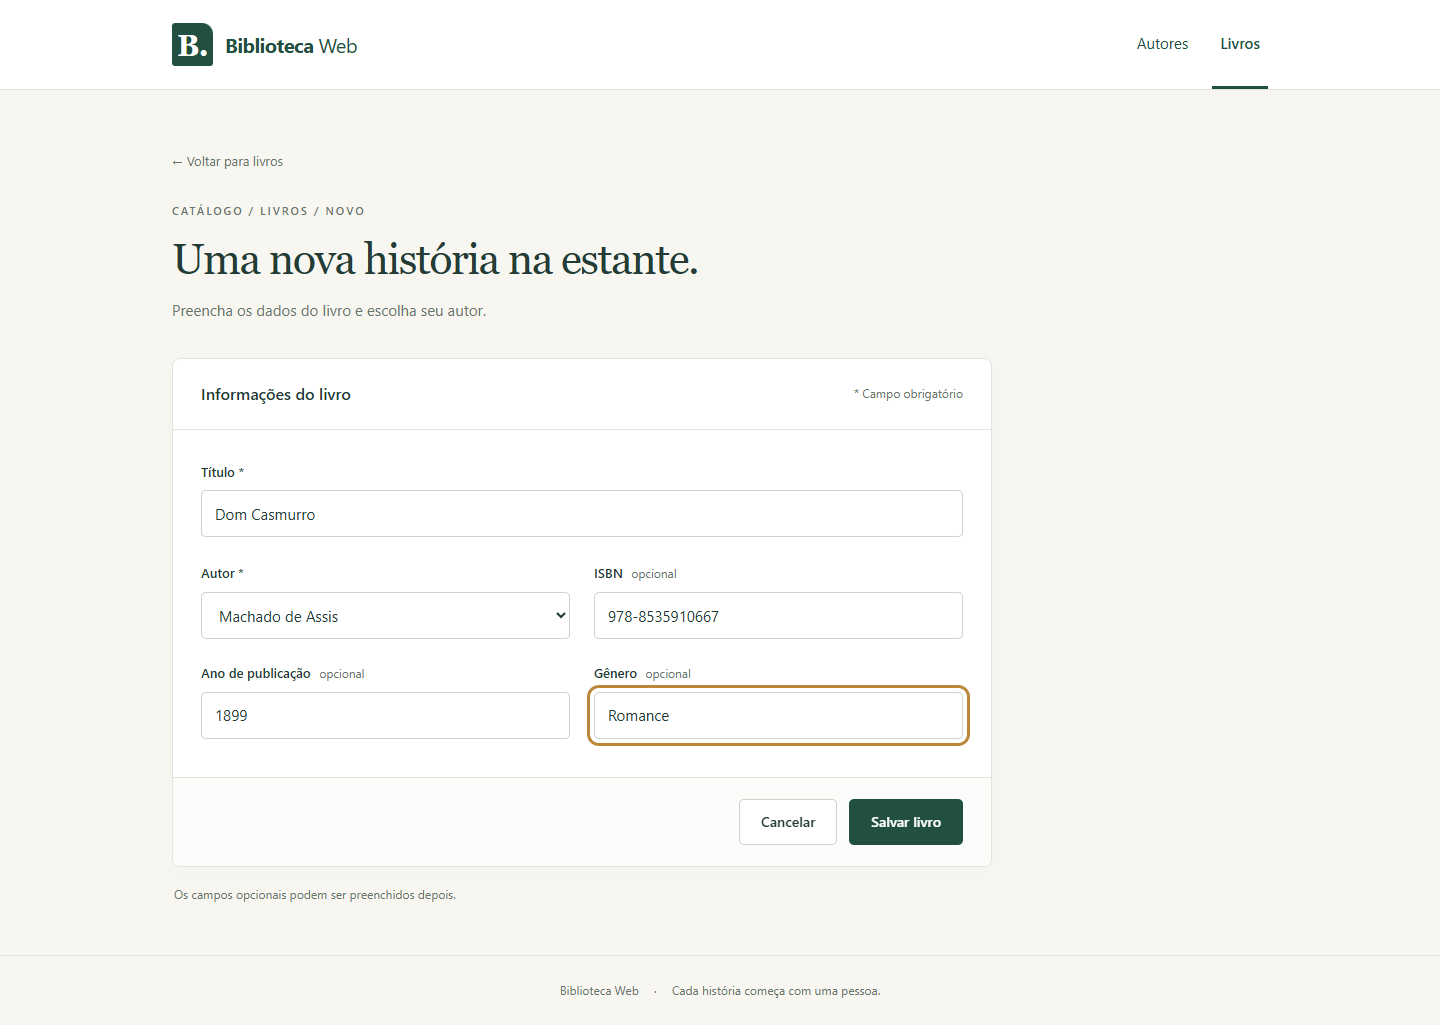 B. Biblioteca Web
Autores Livros
← Voltar para livros
CATÁLOGO / LIVROS / NOVO
Uma nova história na estante.
Preencha os dados do livro e escolha seu autor.
Informações do livro * Campo obrigatório
Título *
Dom Casmurro
Autor * ISBN opcional
Machado de Assis 978-8535910667
Ano de publicação opcional Gênero opcional
1899 Romance
Cancelar Salvar livro
Os campos opcionais podem ser preenchidos depois.
Biblioteca Web · Cada história começa com uma pessoa.